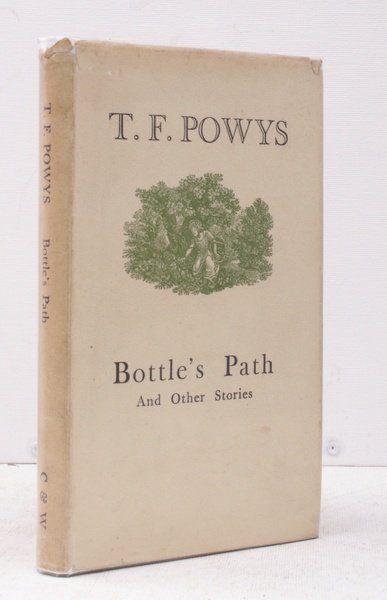 T. F. POWYS
Bottle's Path
And Other Stories
T. F. POWYS
Bottle's Path
C & W